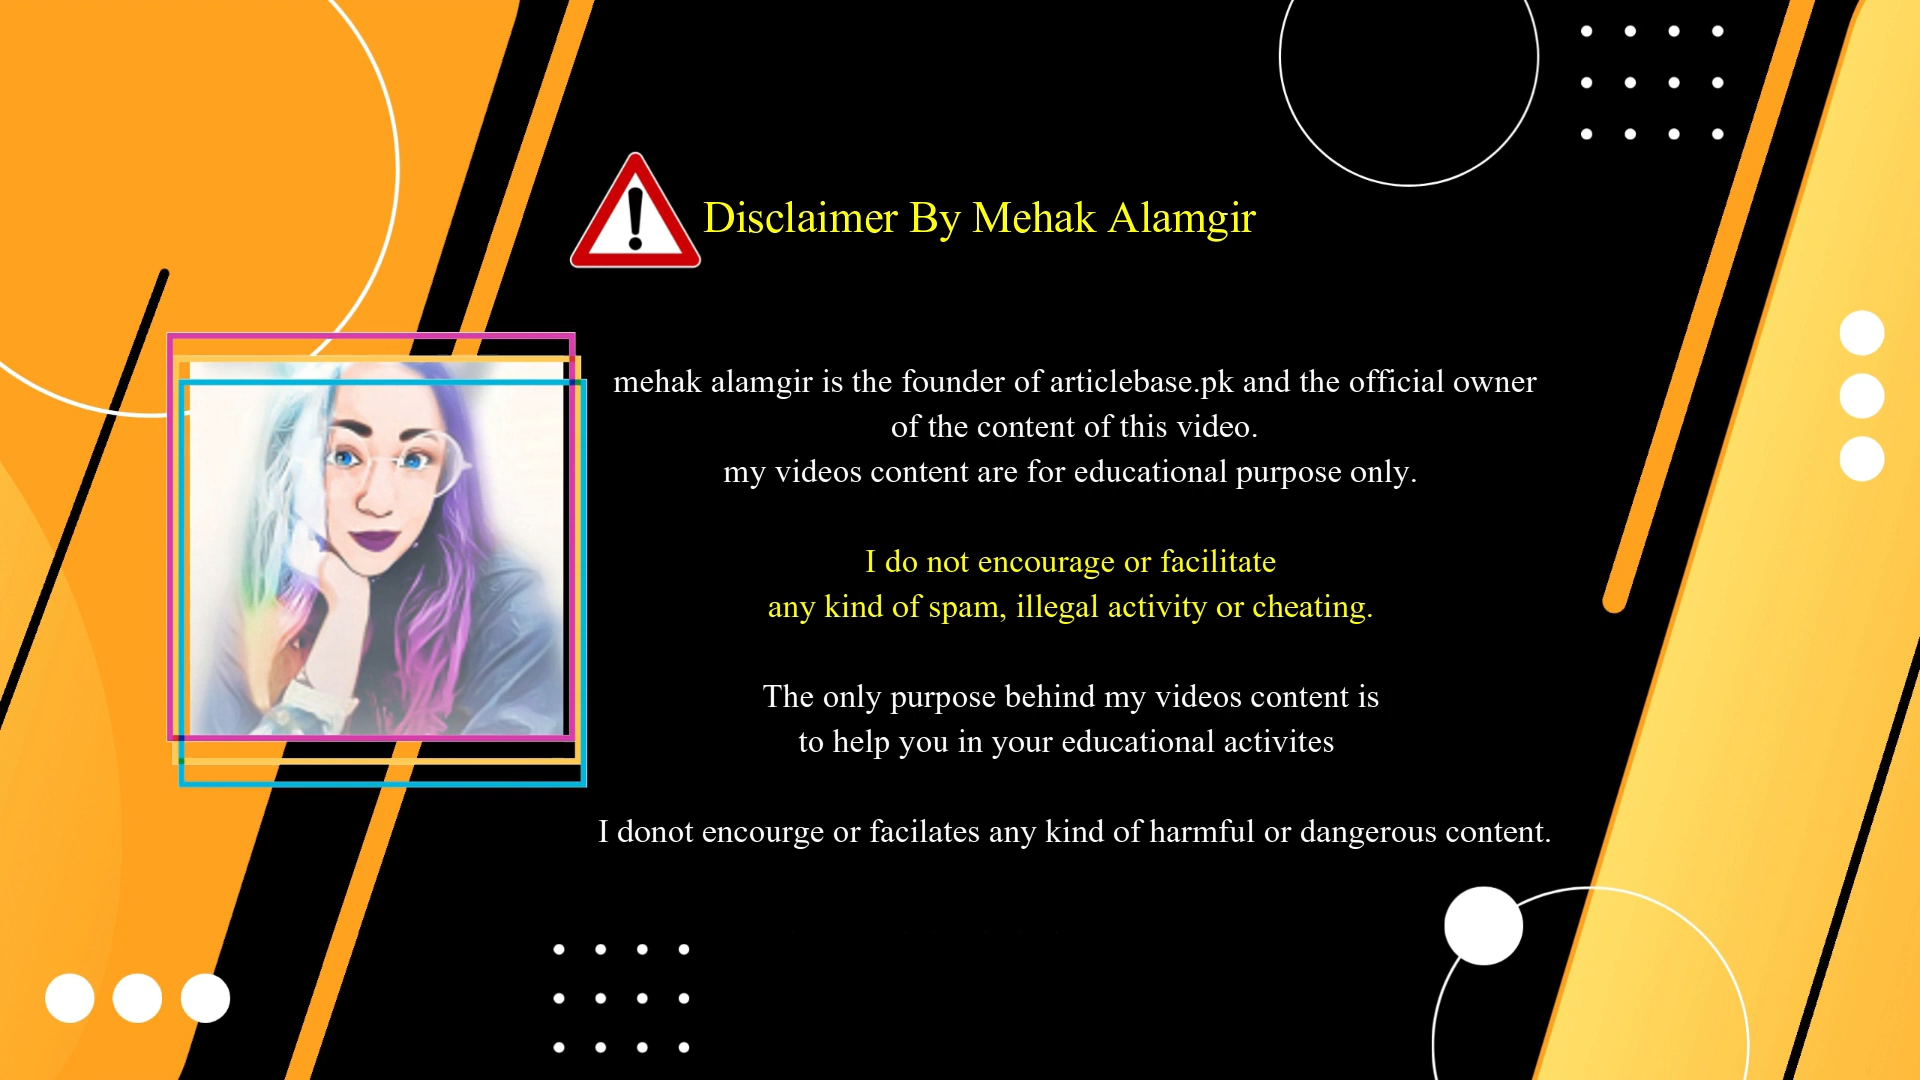 Disclaimer By Mehak Alamgir
mehak alamgir is the founder of articlebase.pk and the official owner
of the content of this video.
my videos content are for educational purpose only.
I do not encourage or facilitate
any kind of spam, illegal activity or cheating.
The only purpose behind my videos content is
to help you in your educational activites
I donot encourge or facilates any kind of harmful or dangerous content.